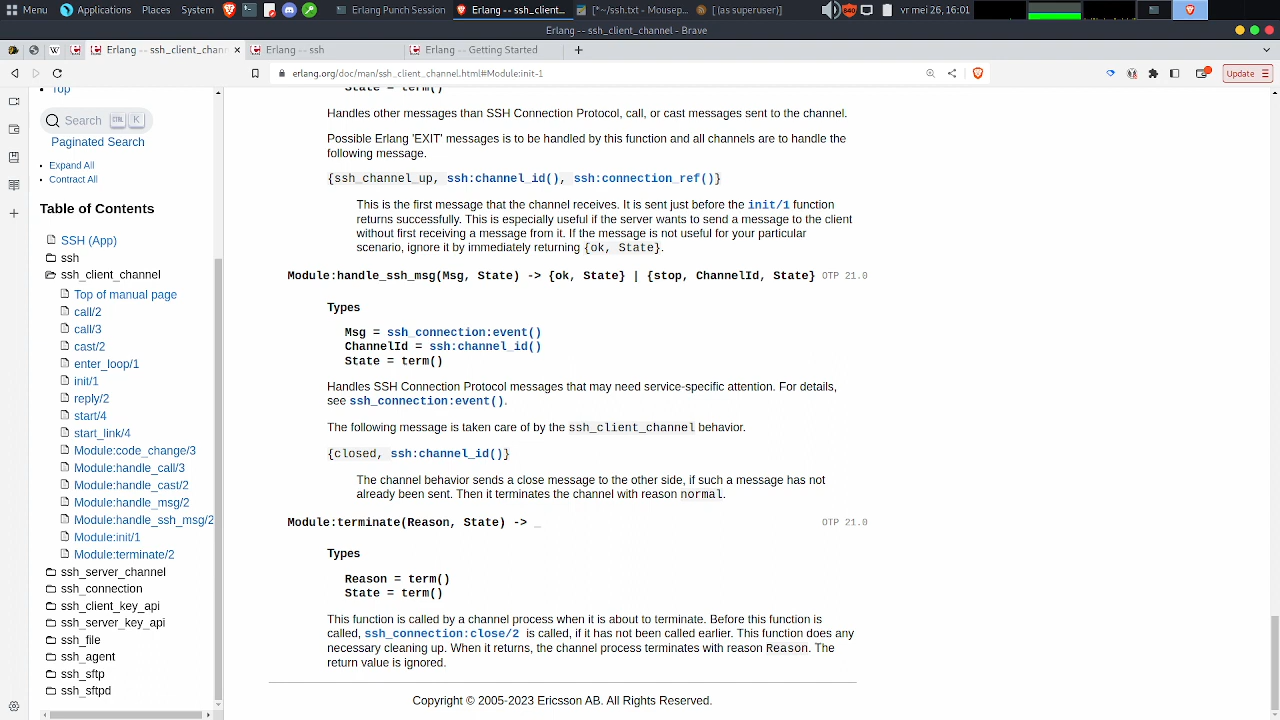 Menu Applications Places System Erlang Punch Session Erlang -- ssh_client... [*~/ssh.txt - Mousep... [ (as superuser)] vr mei 26, 16:01
Erlang -- ssh_client_channel - Brave
Erlang -- ssh_client_chan Erlang -- ssh Erlang -- Getting Started
erlang.org/doc/man/ssh_client_channel.html#Module:init-1 Update
Top
Search CTRL K
Paginated Search
Expand All
Contract All
Table of Contents
SSH (App)
ssh
ssh_client_channel
Top of manual page
call/2
call/3
cast/2
enter_loop/1
init/1
reply/2
start/4
start_link/4
Module:code_change/3
Module:handle_call/3
Module:handle_cast/2
Module:handle_msg/2
Module:handle_ssh_msg/2
Module:init/1
Module:terminate/2
ssh_server_channel
ssh_connection
ssh_client_key_api
ssh_server_key_api
ssh_file
ssh_agent
ssh_sftp
ssh_sftpd
State = term()
Handles other messages than SSH Connection Protocol, call, or cast messages sent to the channel.
Possible Erlang 'EXIT' messages is to be handled by this function and all channels are to handle the
following message.
{ssh_channel_up, ssh:channel_id(), ssh:connection_ref()}
This is the first message that the channel receives. It is sent just before the init/1 function
returns successfully. This is especially useful if the server wants to send a message to the client
without first receiving a message from it. If the message is not useful for your particular
scenario, ignore it by immediately returning {ok, State}.
Module:handle_ssh_msg(Msg, State) -> {ok, State} | {stop, ChannelId, State} OTP 21.0
Types
Msg = ssh_connection:event()
ChannelId = ssh:channel_id()
State = term()
Handles SSH Connection Protocol messages that may need service-specific attention. For details,
see ssh_connection:event().
The following message is taken care of by the ssh_client_channel behavior.
{closed, ssh:channel_id()}
The channel behavior sends a close message to the other side, if such a message has not
already been sent. Then it terminates the channel with reason normal.
Module:terminate(Reason, State) -> _ OTP 21.0
Types
Reason = term()
State = term()
This function is called by a channel process when it is about to terminate. Before this function is
called, ssh_connection:close/2 is called, if it has not been called earlier. This function does any
necessary cleaning up. When it returns, the channel process terminates with reason Reason. The
return value is ignored.
Copyright © 2005-2023 Ericsson AB. All Rights Reserved.